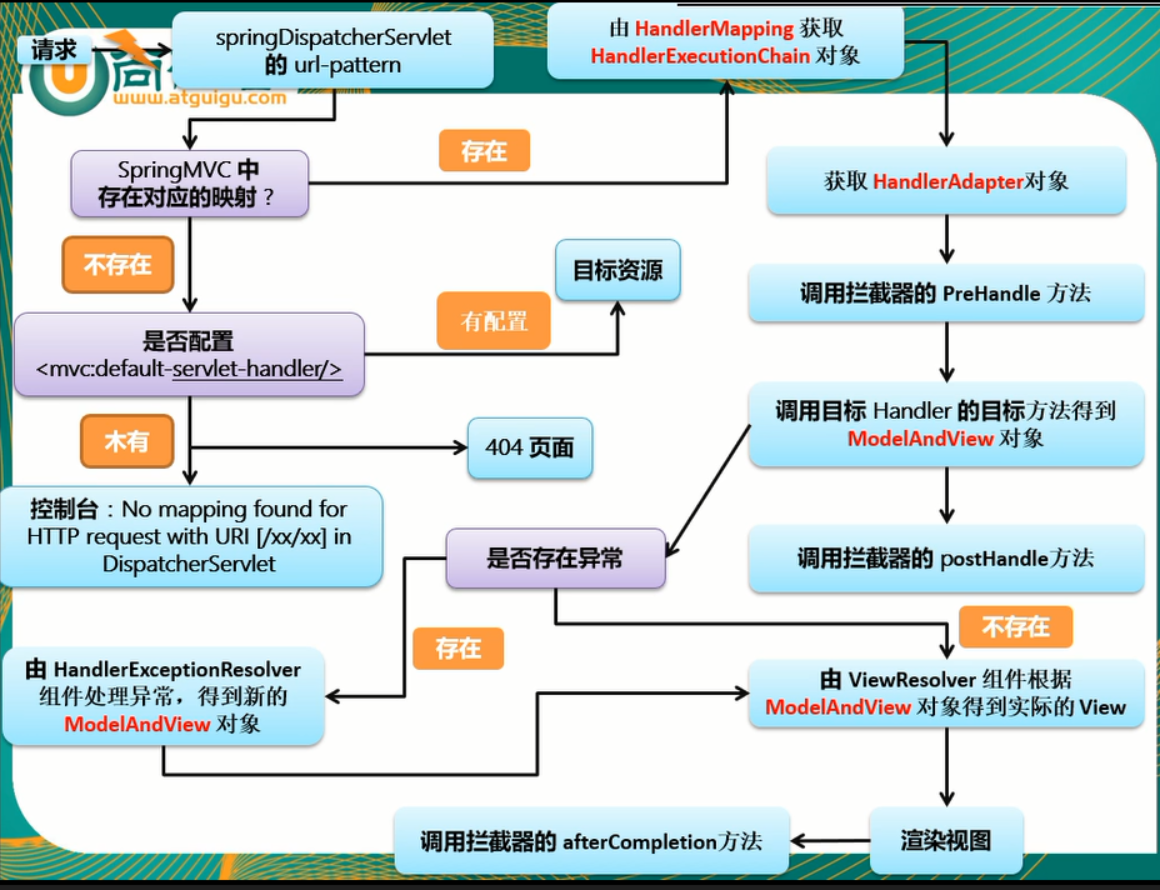 请求
springDispatcherServlet
的 url-pattern
由 HandlerMapping 获取
HandlerExecutionChain 对象
www.atguigu.com
SpringMVC 中
存在对应的映射？
存在
获取 HandlerAdapter对象
不存在
目标资源
调用拦截器的 PreHandle 方法
有配置
是否配置
<mvc:default-servlet-handler/>
调用目标 Handler 的目标方法得到
ModelAndView 对象
木有
404 页面
控制台：No mapping found for
HTTP request with URI [/xx/xx] in
DispatcherServlet
是否存在异常
调用拦截器的 postHandle方法
存在
不存在
由 HandlerExceptionResolver
组件处理异常，得到新的
ModelAndView 对象
由 ViewResolver 组件根据
ModelAndView 对象得到实际的 View
调用拦截器的 afterCompletion方法
渲染视图